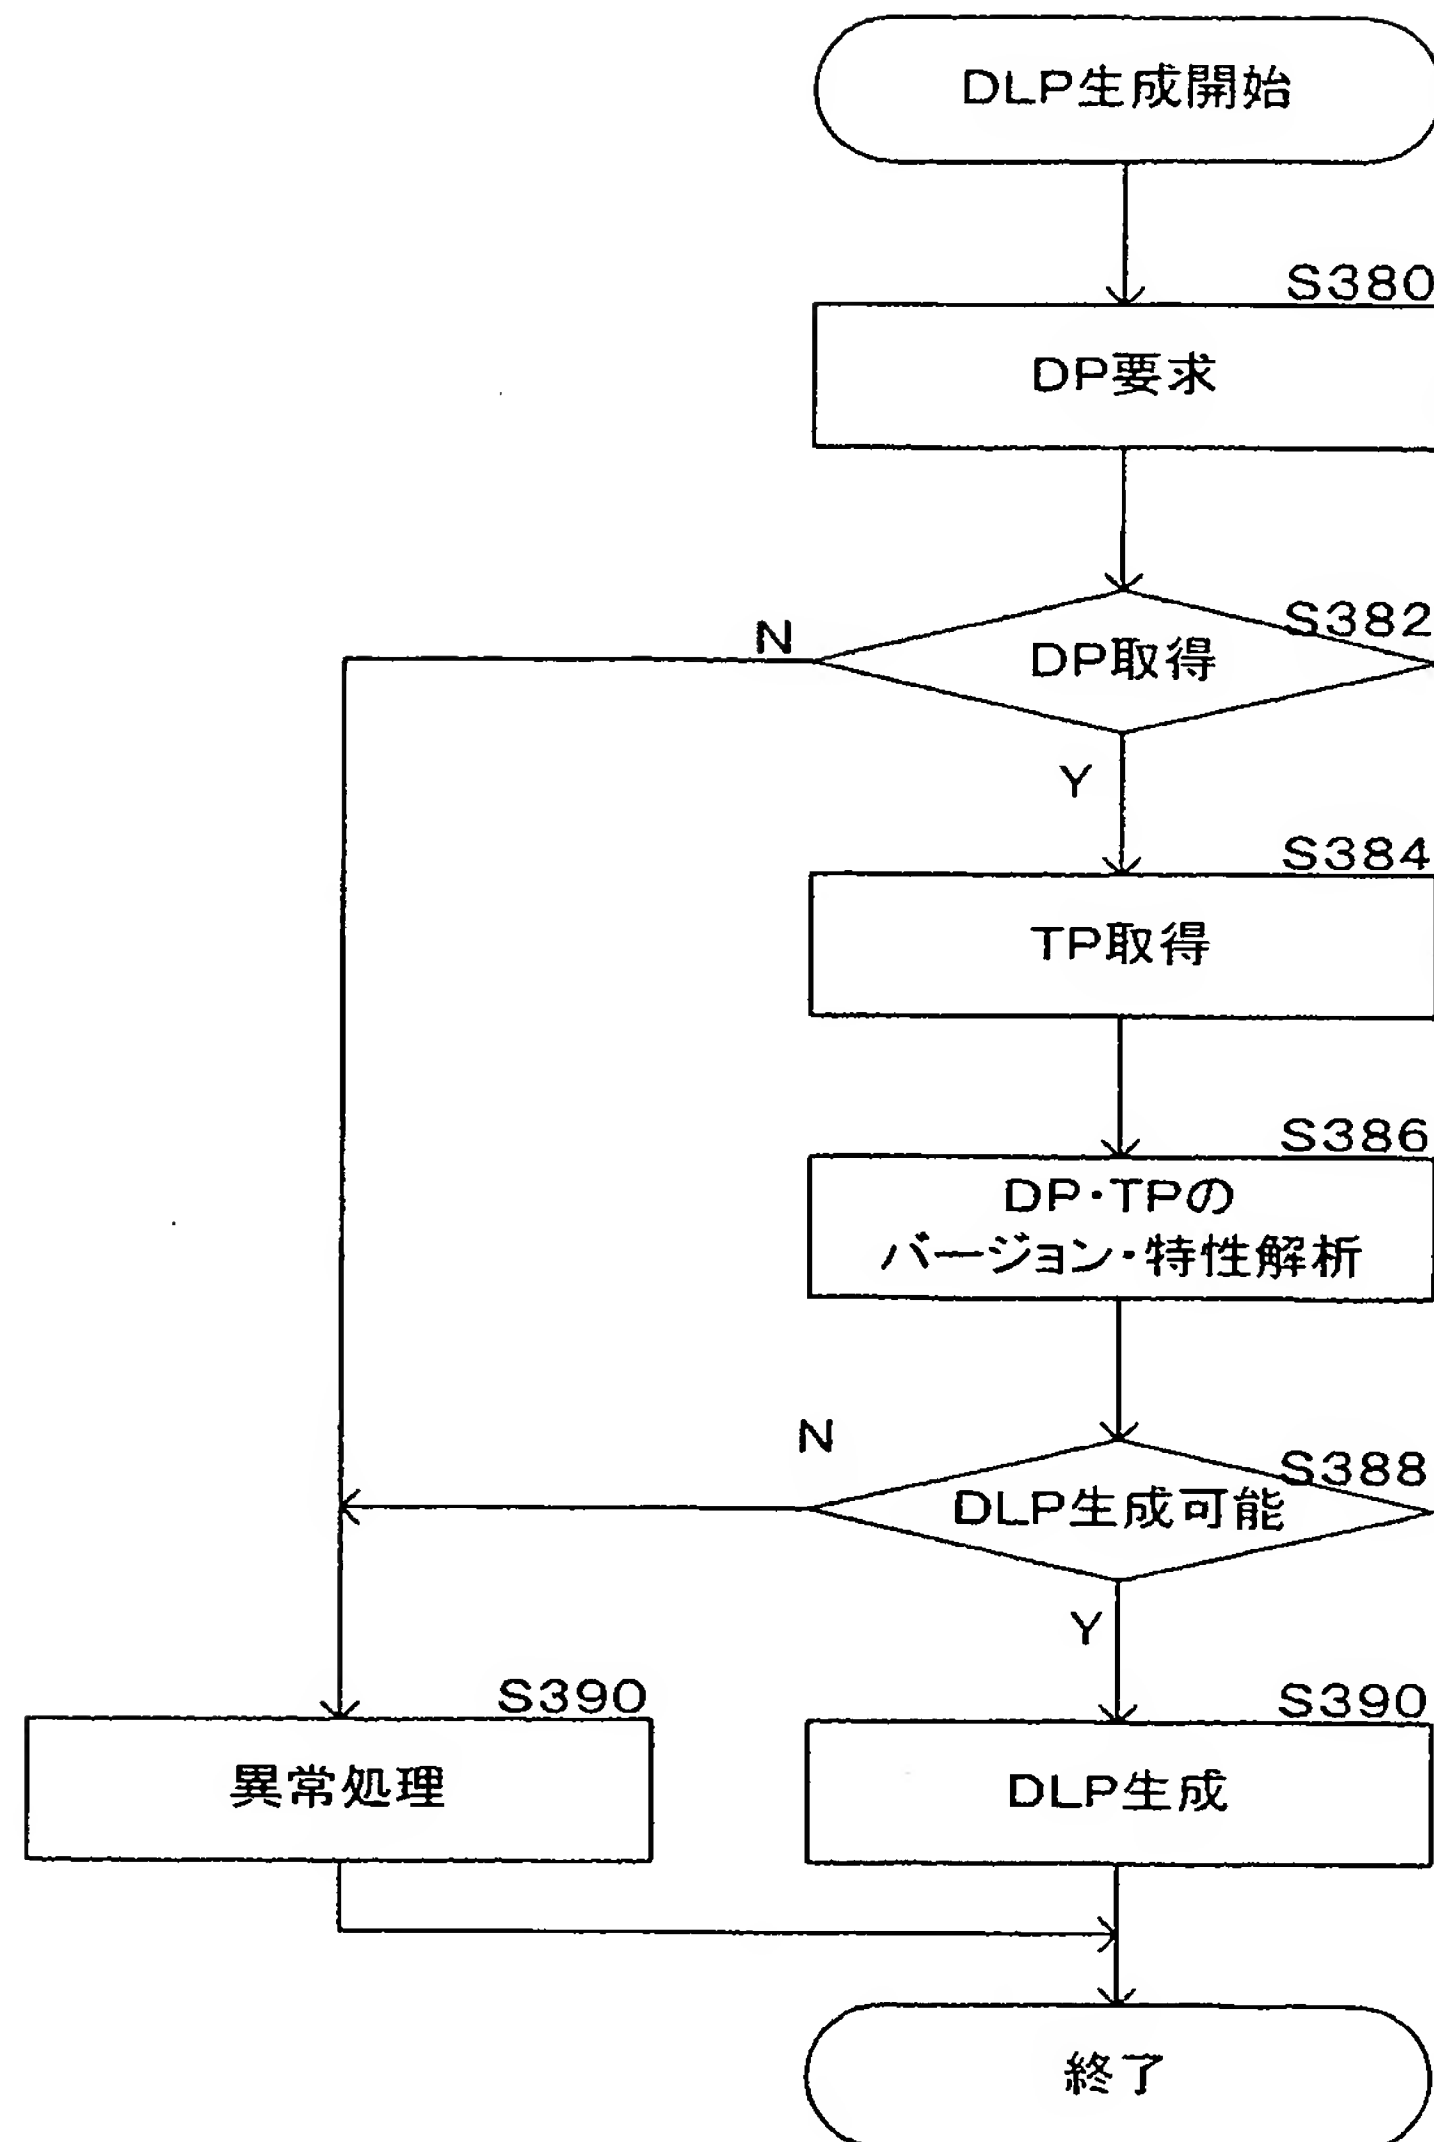 DLP生成開始
S380
DP要求
S382
N
DP取得
Y
S384
TP取得
S386
DP・TPの
バージョン・特性解析
N
S388
DLP生成可能
Y
S390
異常処理
S390
DLP生成
終了